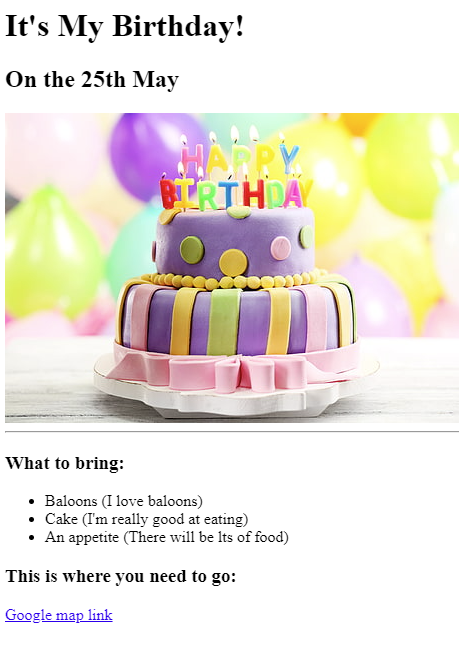 It's My Birthday!
On the 25th May
HAPPY
BIRTHDAY
What to bring:
Baloons (I love baloons)
Cake (I'm really good at eating)
An appetite (There will be lts of food)
This is where you need to go:
Google map link